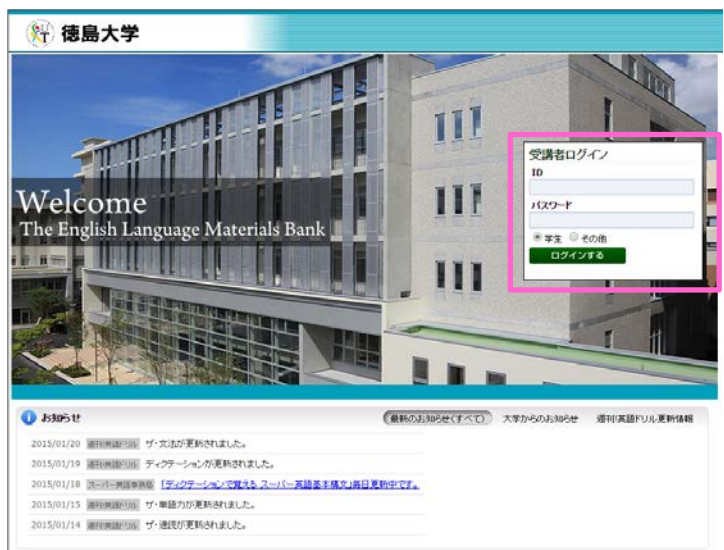 徳島大学
Welcome
The English Language Materials Bank
受講者ログイン
ID
パスワード
学生 その他
ログインする
お知らせ
最新のお知らせ(すべて) 大学からのお知らせ 週刊!英語ドリル更新情報
2015/01/20 週刊!英語ドリル ザ・文法が更新されました。
2015/01/19 週刊!英語ドリル ディクテーションが更新されました。
2015/01/18 スーパー英語事務局 「ディクテーションで覚える スーパー英語基本構文」毎日更新中です。
2015/01/15 週刊!英語ドリル ザ・単語力が更新されました。
2015/01/14 週刊!英語ドリル ザ・速読が更新されました。